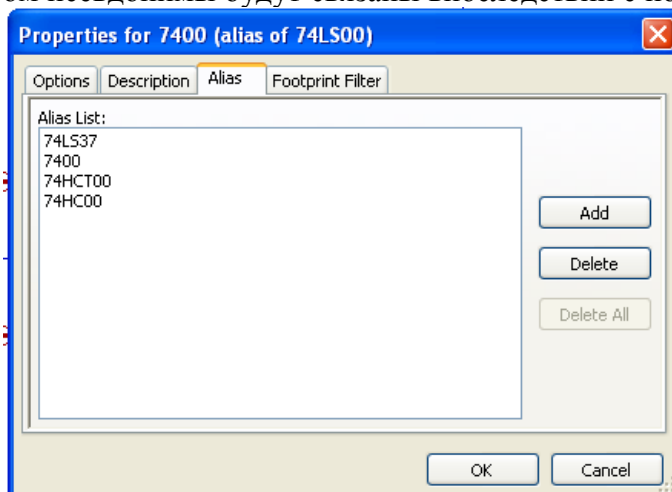 Properties for 7400 (alias of 74LS00)
Options Description Alias Footprint Filter
Alias List:
74LS37
7400
74HCT00
74HC00
Add
Delete
Delete All
OK Cancel